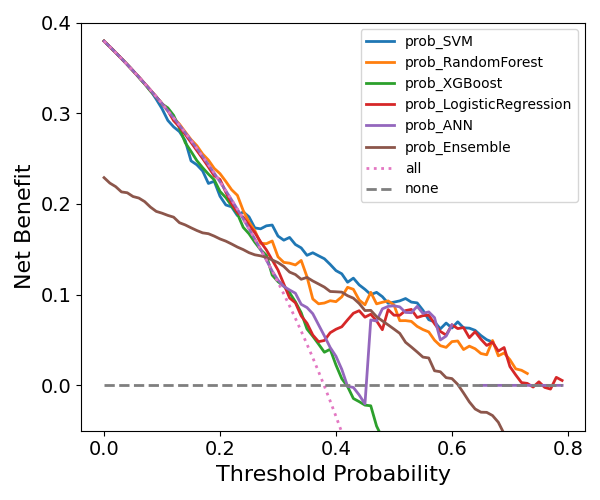 0.4
0.3
0.2
0.1
0.0
Net Benefit
prob_SVM
prob_RandomForest
prob_XGBoost
prob_LogisticRegression
prob_ANN
prob_Ensemble
all
none
0.0 0.2 0.4 0.6 0.8
Threshold Probability